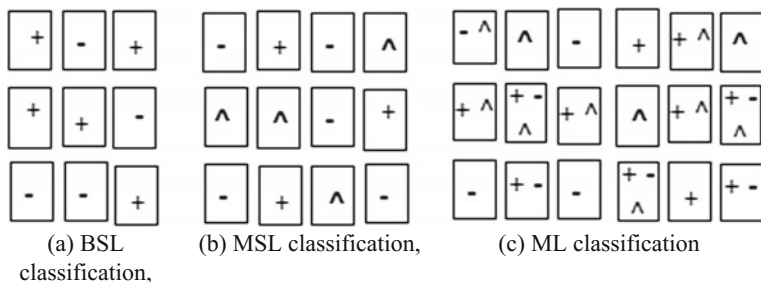 + - +
+ + -
- - +
- + - ^
^ ^ - +
- + ^ -
- ^ ^ - + + ^ ^
+ ^ + - ^ + ^ ^ + ^ + - ^
- + - - + - ^ + + -
(a) BSL classification,
(b) MSL classification,
(c) ML classification